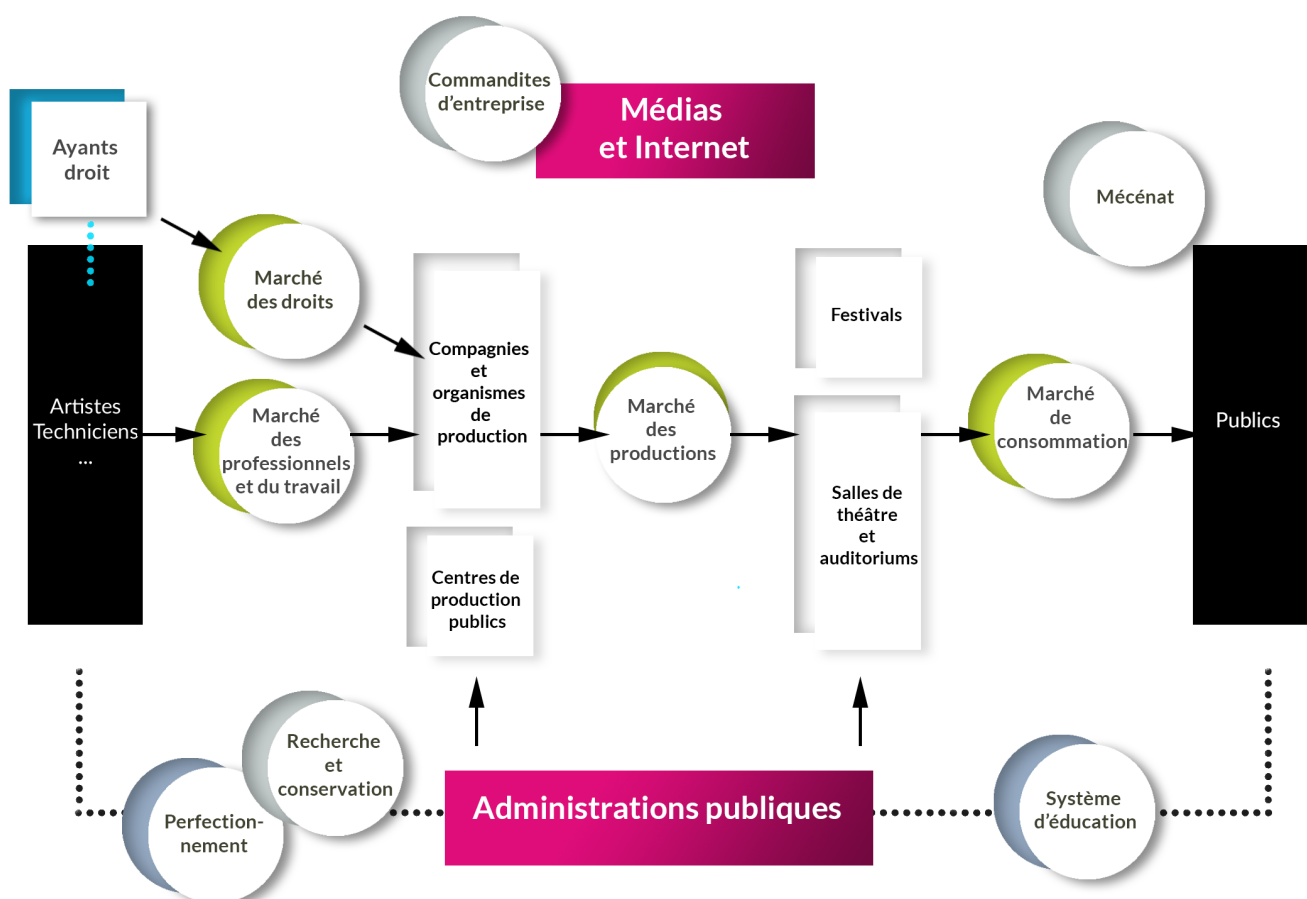 Commandites
d'entreprise
Médias
et Internet
Ayants
droit
Mécénat
Marché
des droits
Artistes
Techniciens
...
Marché
des
professionnels
et du travail
Compagnies
et
organismes
de
production
Centres de
production
publics
Marché
des
productions
Festivals
Salles de
théâtre
et
auditoriums
Marché
de
consommation
Publics
Recherche
et
conservation
Perfection-
nement
Administrations publiques
Système
d'éducation